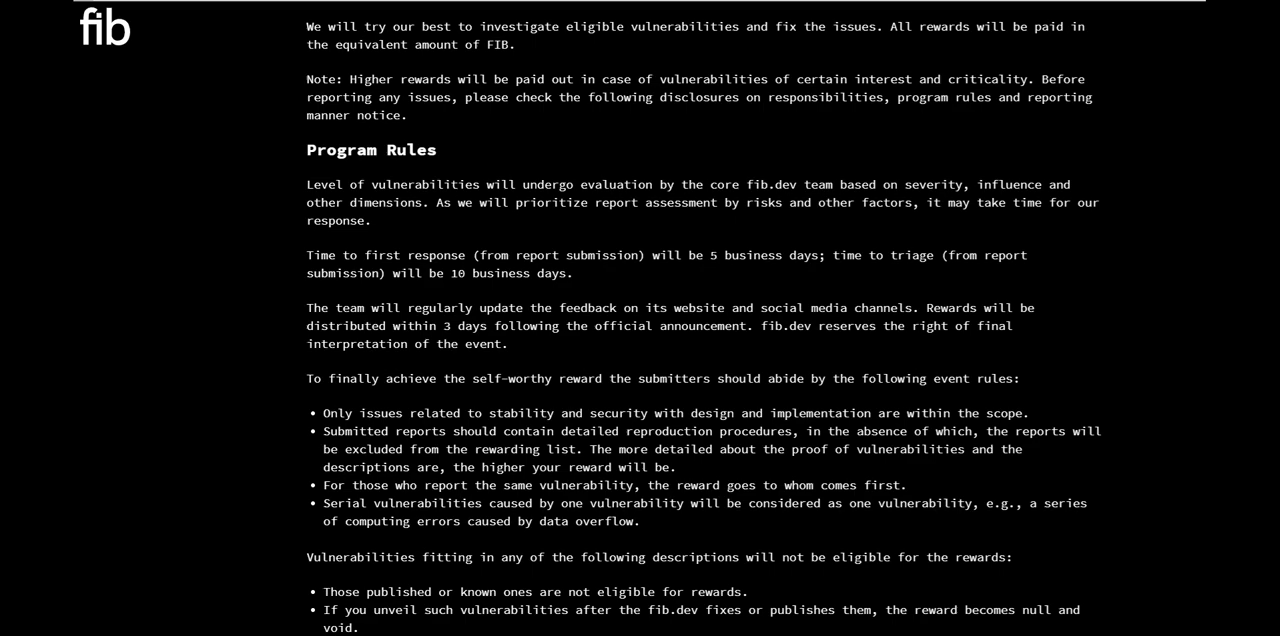 fib
We will try our best to investigate eligible vulnerabilities and fix the issues. All rewards will be paid in
the equivalent amount of FIB.
Note: Higher rewards will be paid out in case of vulnerabilities of certain interest and criticality. Before
reporting any issues, please check the following disclosures on responsibilities, program rules and reporting
manner notice.
Program Rules
Level of vulnerabilities will undergo evaluation by the core fib.dev team based on severity, influence and
other dimensions. As we will prioritize report assessment by risks and other factors, it may take time for our
response.
Time to first response (from report submission) will be 5 business days; time to triage (from report
submission) will be 10 business days.
The team will regularly update the feedback on its website and social media channels. Rewards will be
distributed within 3 days following the official announcement. fib.dev reserves the right of final
interpretation of the event.
To finally achieve the self-worthy reward the submitters should abide by the following event rules:
• Only issues related to stability and security with design and implementation are within the scope.
• Submitted reports should contain detailed reproduction procedures, in the absence of which, the reports will
be excluded from the rewarding list. The more detailed about the proof of vulnerabilities and the
descriptions are, the higher your reward will be.
• For those who report the same vulnerability, the reward goes to whom comes first.
• Serial vulnerabilities caused by one vulnerability will be considered as one vulnerability, e.g., a series
of computing errors caused by data overflow.
Vulnerabilities fitting in any of the following descriptions will not be eligible for the rewards:
• Those published or known ones are not eligible for rewards.
• If you unveil such vulnerabilities after the fib.dev fixes or publishes them, the reward becomes null and
void.